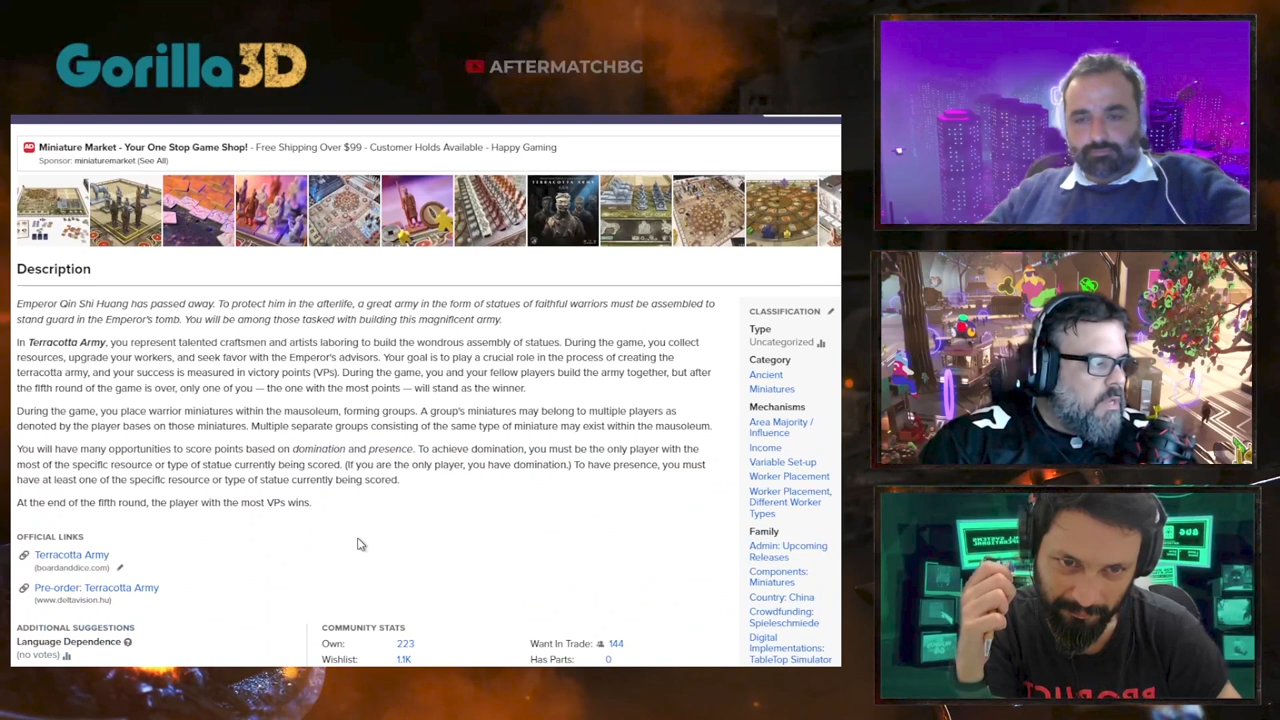 Gorilla3D
AFTERMATCHBG
AD Miniature Market - Your One Stop Game Shop! - Free Shipping Over $99 - Customer Holds Available - Happy Gaming
Sponsor: miniaturemarket (See All)
TERRACOTTA ARMY
Description
Emperor Qin Shi Huang has passed away. To protect him in the afterlife, a great army in the form of statues of faithful warriors must be assembled to
stand guard in the Emperor's tomb. You will be among those tasked with building this magnificent army.
In Terracotta Army, you represent talented craftsmen and artists laboring to build the wondrous assembly of statues. During the game, you collect
resources, upgrade your workers, and seek favor with the Emperor's advisors. Your goal is to play a crucial role in the process of creating the
terracotta army, and your success is measured in victory points (VPs). During the game, you and your fellow players build the army together, but after
the fifth round of the game is over, only one of you — the one with the most points — will stand as the winner.
During the game, you place warrior miniatures within the mausoleum, forming groups. A group's miniatures may belong to multiple players as
denoted by the player bases on those miniatures. Multiple separate groups consisting of the same type of miniature may exist within the mausoleum.
You will have many opportunities to score points based on domination and presence. To achieve domination, you must be the only player with the
most of the specific resource or type of statue currently being scored. (If you are the only player, you have domination.) To have presence, you must
have at least one of the specific resource or type of statue currently being scored.
At the end of the fifth round, the player with the most VPs wins.
OFFICIAL LINKS
Terracotta Army
(boardanddice.com)
Pre-order: Terracotta Army
(www.deltavision.hu)
ADDITIONAL SUGGESTIONS
Language Dependence
(no votes)
COMMUNITY STATS
Own: 223
Wishlist: 1.1K
Want In Trade: 144
Has Parts: 0
CLASSIFICATION
Type
Uncategorized
Category
Ancient
Miniatures
Mechanisms
Area Majority /
Influence
Income
Variable Set-up
Worker Placement
Worker Placement,
Different Worker
Types
Family
Admin: Upcoming
Releases
Components:
Miniatures
Country: China
Crowdfunding:
Spieleschmiede
Digital
Implementations:
TableTop Simulator